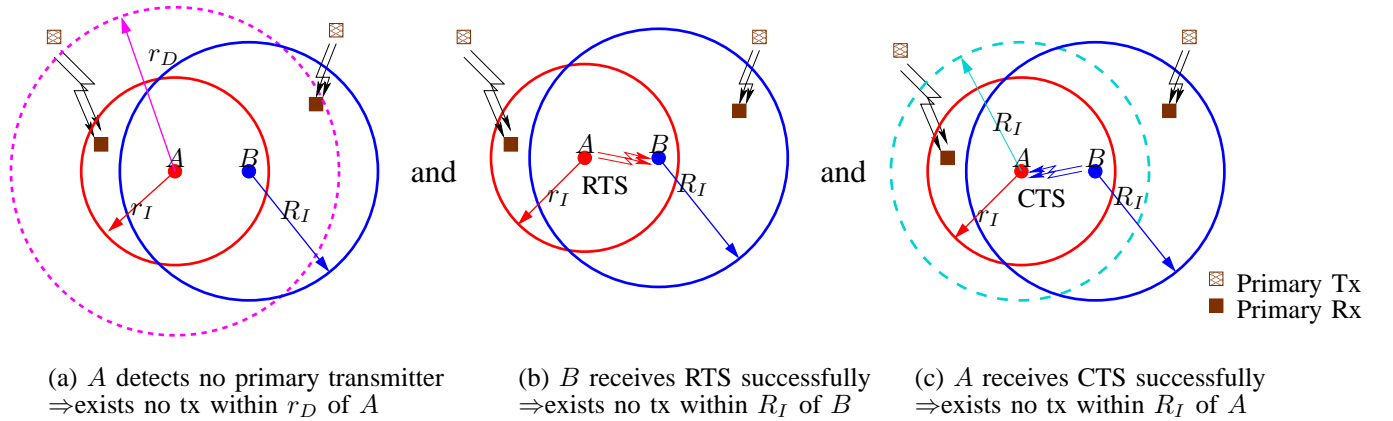 r_D
A
B
r_I
R_I
and
A
B
RTS
r_I
R_I
and
R_I
A
B
CTS
r_I
R_I
Primary Tx
Primary Rx
(a) A detects no primary transmitter
⇒exists no tx within r_D of A
(b) B receives RTS successfully
⇒exists no tx within R_I of B
(c) A receives CTS successfully
⇒exists no tx within R_I of A